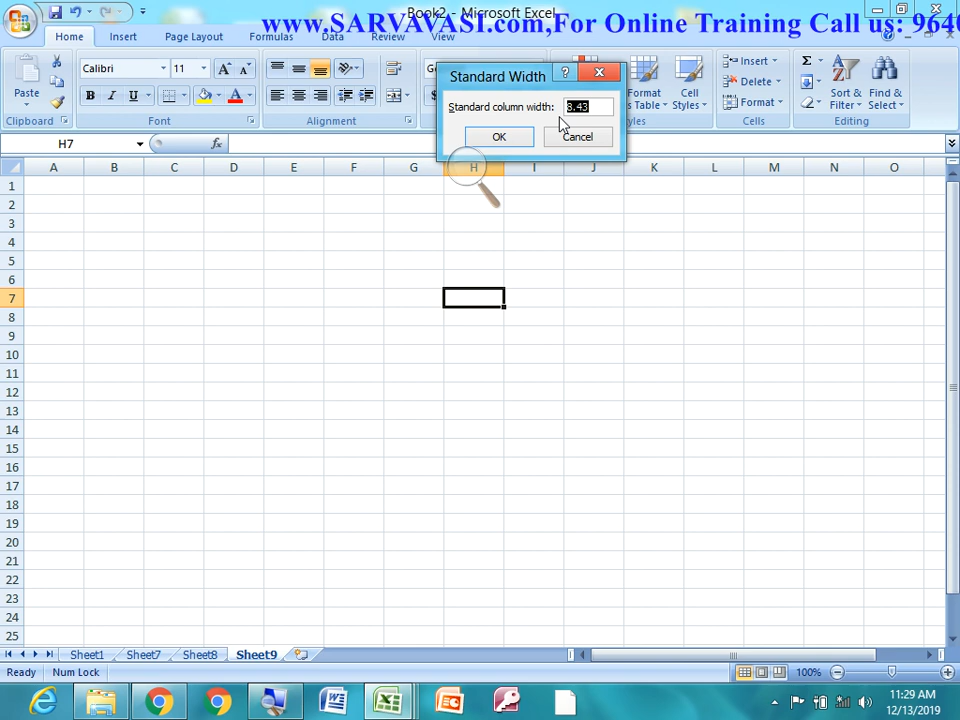 Book2 - Microsoft Excel
www.SARVAVASI.com,For Online Training Call us: 964
Home Insert Page Layout Formulas Data Review View
Calibri 11
Standard Width
Standard column width: 8.43
OK Cancel
Paste
B I U
Format
as Table
Cell
Styles
Insert
Delete
Format
Sort &
Filter
Find &
Select
Clipboard Font Styles Cells Editing
H7 fx
A B C D E F G H I J K L M N O
1
2
3
4
5
6
7
8
9
10
11
12
13
14
15
16
17
18
19
20
21
22
23
24
25
Sheet1 Sheet7 Sheet8 Sheet9
Ready Num Lock 100%
11:29 AM
12/13/2019